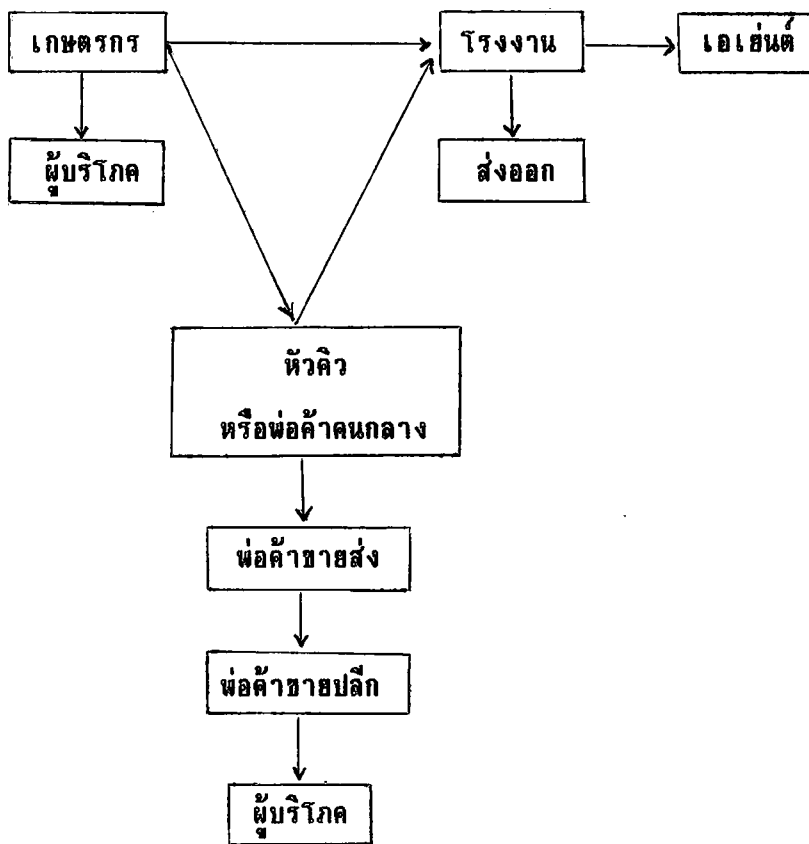 เกษตรกร
โรงงาน
เอเย่นต์
ผู้บริโภค
ส่งออก
หัวคิว
หรือพ่อค้าคนกลาง
พ่อค้าขายส่ง
พ่อค้าขายปลีก
ผู้บริโภค